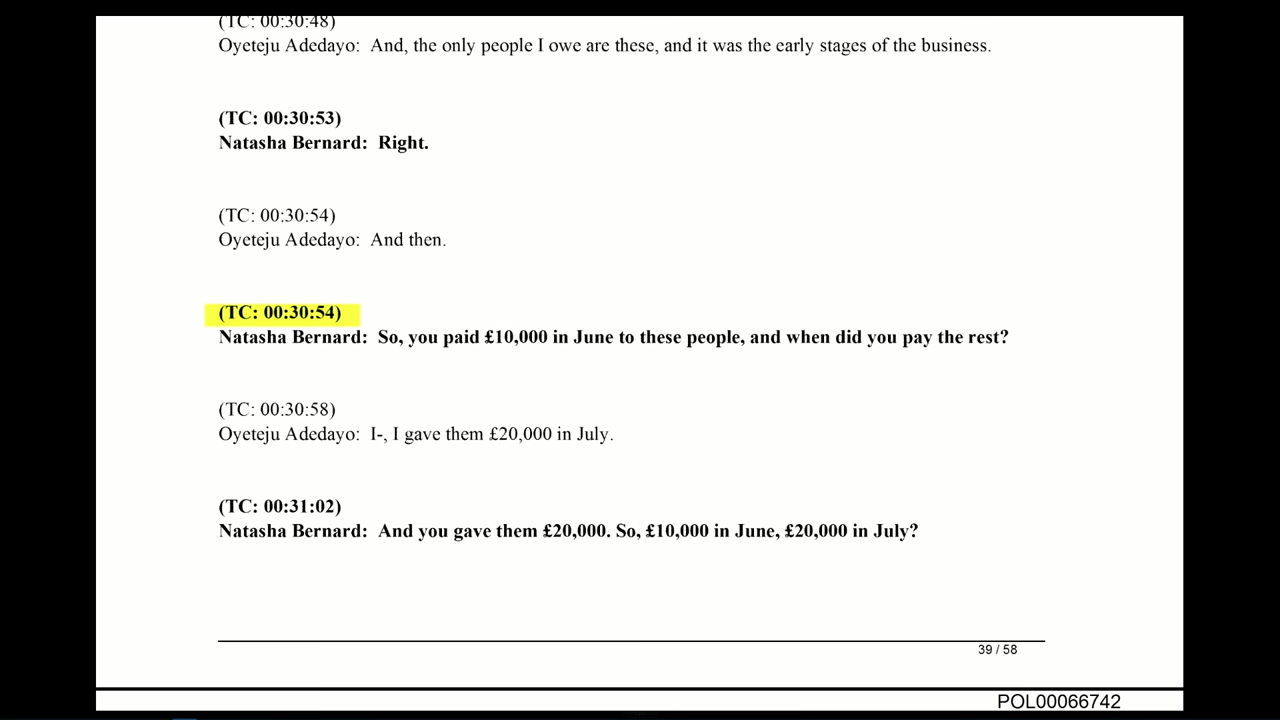 (TC: 00:30:48)
Oyeteju Adedayo: And, the only people I owe are these, and it was the early stages of the business.
(TC: 00:30:53)
Natasha Bernard: Right.
(TC: 00:30:54)
Oyeteju Adedayo: And then.
(TC: 00:30:54)
Natasha Bernard: So, you paid £10,000 in June to these people, and when did you pay the rest?
(TC: 00:30:58)
Oyeteju Adedayo: I-, I gave them £20,000 in July.
(TC: 00:31:02)
Natasha Bernard: And you gave them £20,000. So, £10,000 in June, £20,000 in July?
39 / 58
POL00066742